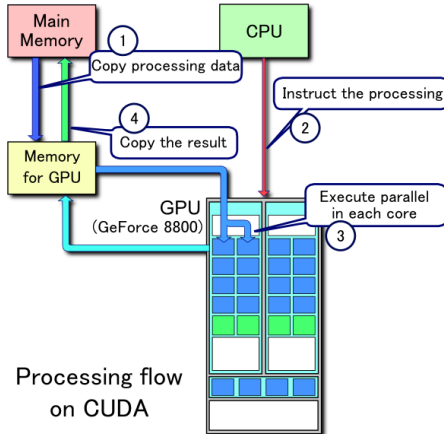 Main
Memory
1
Copy processing data
CPU
Instruct the processing
2
4
Copy the result
Memory
for GPU
GPU
(GeForce 8800)
Execute parallel
in each core
3
Processing flow
on CUDA